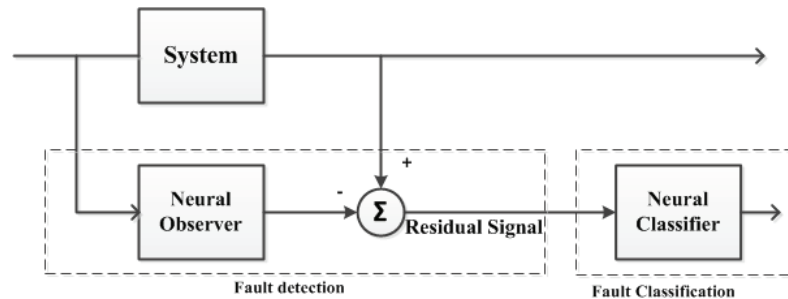 System
+
Neural
Observer
-
Σ
Residual Signal
Neural
Classifier
Fault detection
Fault Classification